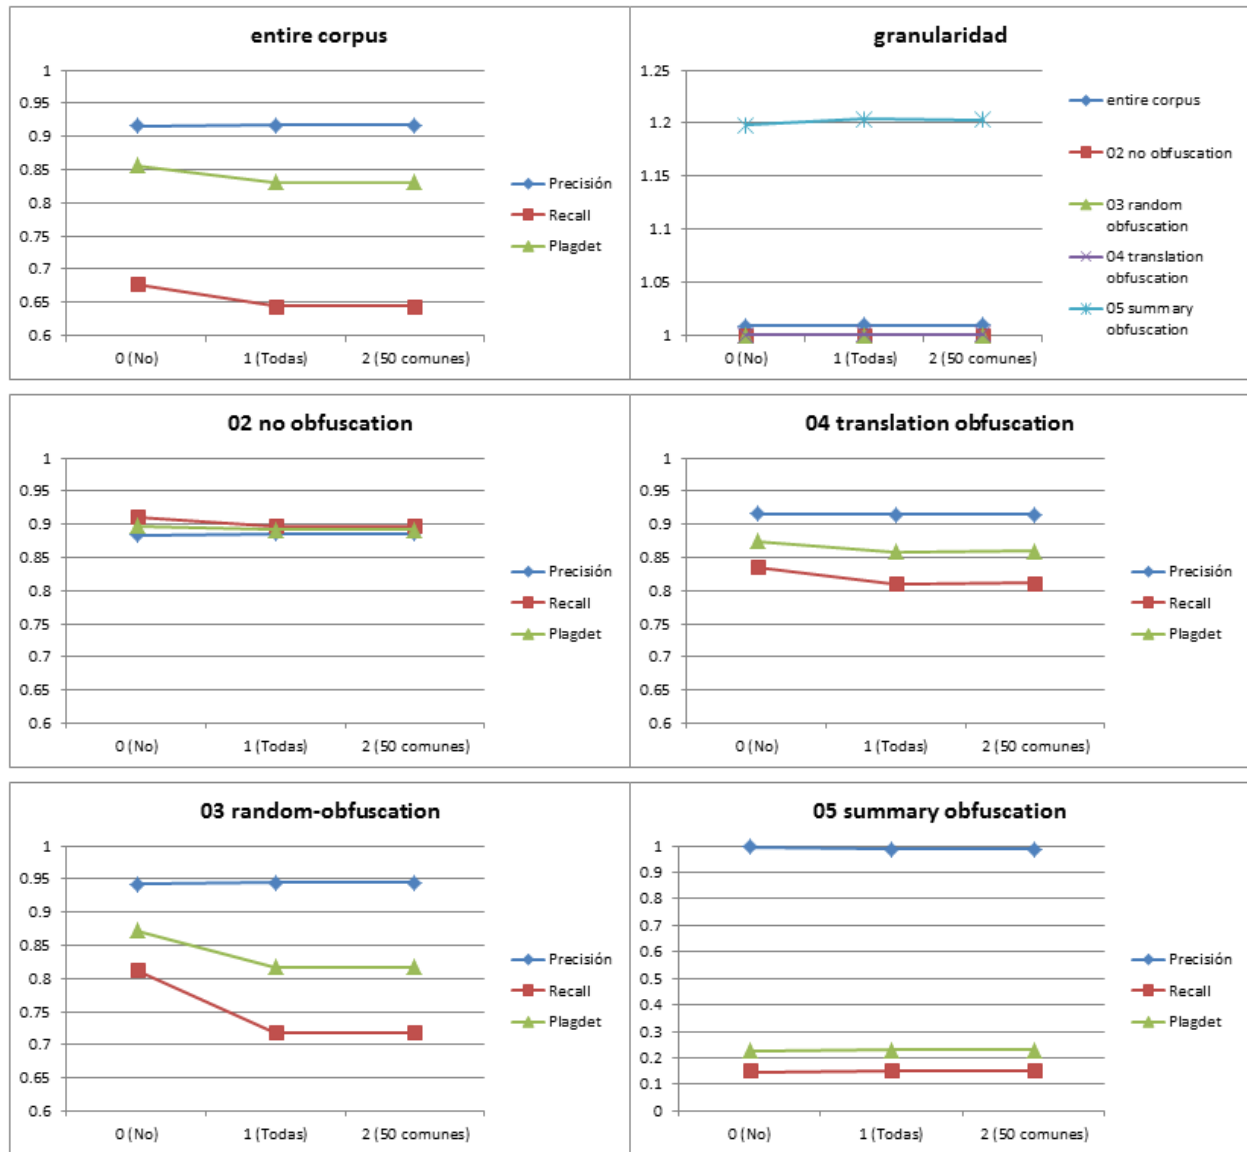 entire corpus
1
0.95
0.9
0.85
0.8
0.75
0.7
0.65
0.6
0 (No)
1 (Todas)
2 (50 comunes)
Precisión
Recall
Plagdet
granularidad
1.25
1.2
1.15
1.1
1.05
1
0 (No)
1 (Todas)
2 (50 comunes)
entire corpus
02 no obfuscation
03 random
obfuscation
04 translation
obfuscation
05 summary
obfuscation
02 no obfuscation
1
0.95
0.9
0.85
0.8
0.75
0.7
0.65
0.6
0 (No)
1 (Todas)
2 (50 comunes)
Precisión
Recall
Plagdet
04 translation obfuscation
1
0.95
0.9
0.85
0.8
0.75
0.7
0.65
0.6
0 (No)
1 (Todas)
2 (50 comunes)
Precisión
Recall
Plagdet
03 random-obfuscation
1
0.95
0.9
0.85
0.8
0.75
0.7
0.65
0.6
0 (No)
1 (Todas)
2 (50 comunes)
Precisión
Recall
Plagdet
05 summary obfuscation
1
0.9
0.8
0.7
0.6
0.5
0.4
0.3
0.2
0.1
0
0 (No)
1 (Todas)
2 (50 comunes)
Precisión
Recall
Plagdet